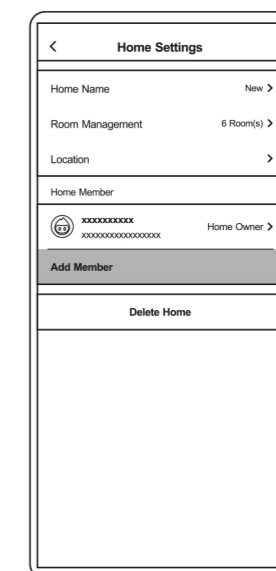 Home Settings
Home Name New
Room Management 6 Room(s)
Location
Home Member
xxxxxxxxxx
xxxxxxxxxxxxxxxxx
Home Owner
Add Member
Delete Home